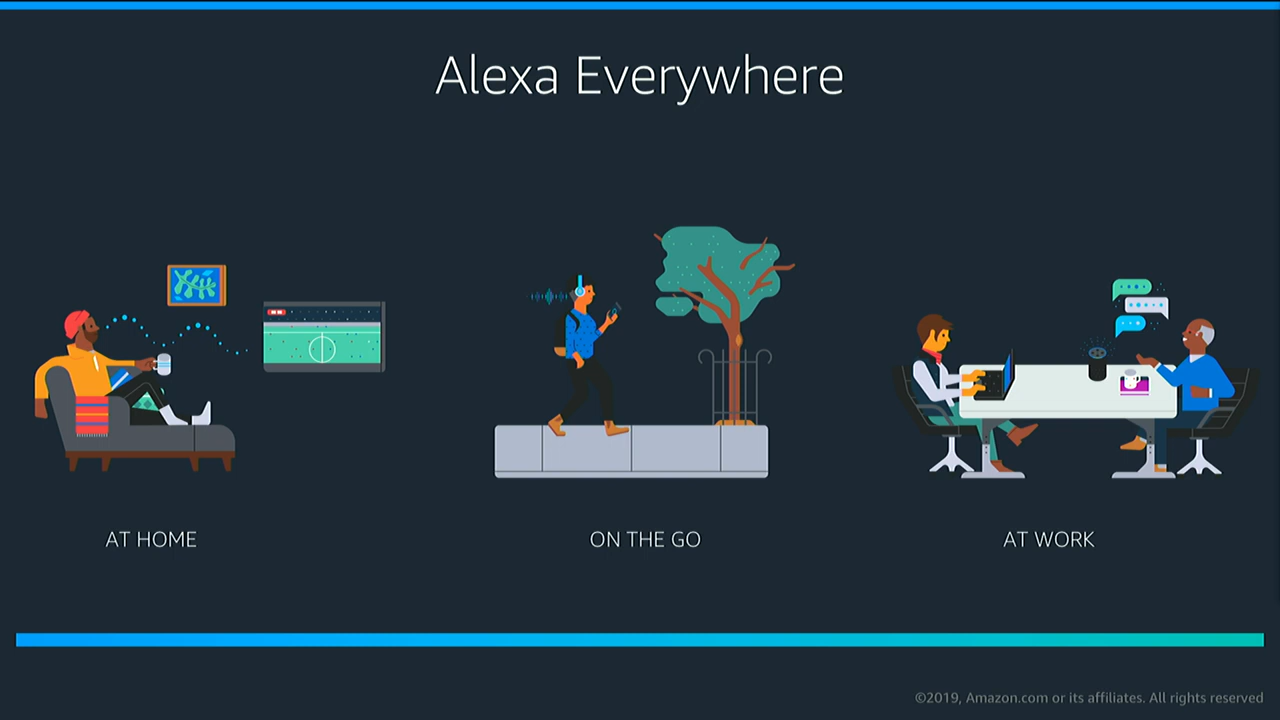 Alexa Everywhere
AT HOME
ON THE GO
AT WORK
©2019, Amazon.com or its affiliates. All rights reserved